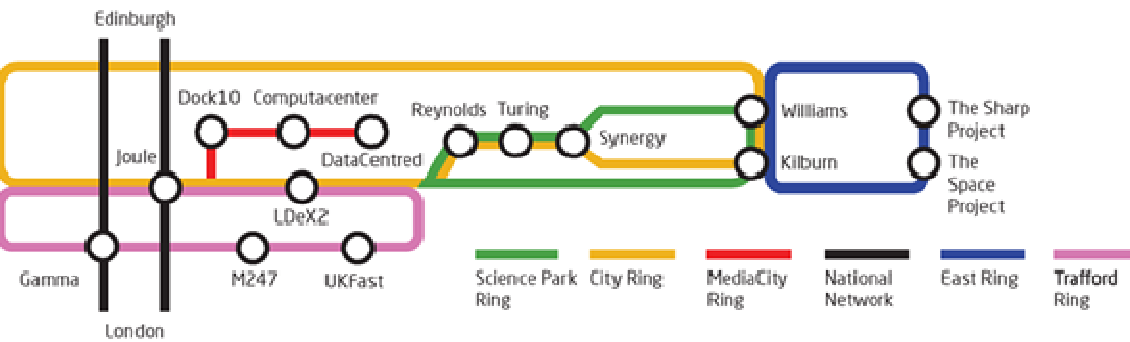 Edinburgh
Dock10
Computacenter
Reynolds
Turing
Williams
The Sharp
Project
Synergy
Joule
DataCentred
Kilburn
The
Space
Project
LDeX2
Gamma
M247
UKFast
Science Park
Ring
City Ring
MediaCity
Ring
National
Network
East Ring
Trafford
Ring
London